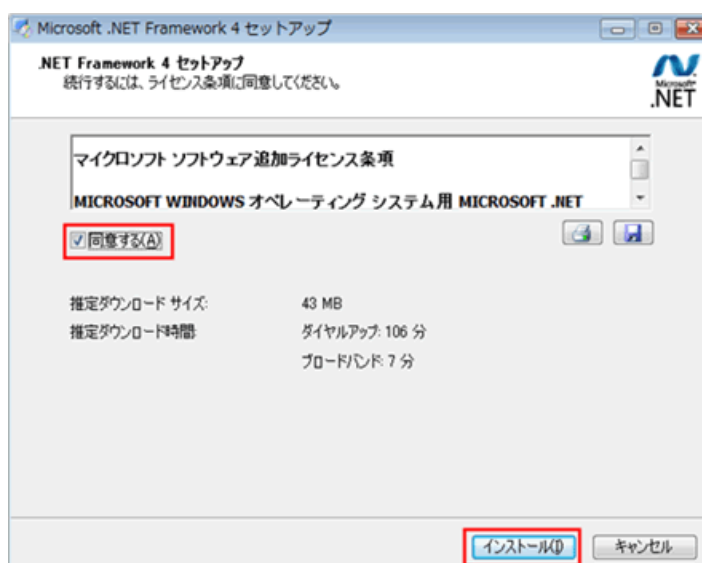 Microsoft .NET Framework 4 セットアップ
.NET Framework 4 セットアップ
続行するには、ライセンス条項に同意してください。
Microsoft
.NET
マイクロソフト ソフトウェア追加ライセンス条項
MICROSOFT WINDOWS オペレーティング システム用 MICROSOFT .NET
同意する(A)
推定ダウンロード サイズ: 43 MB
推定ダウンロード時間: ダイヤルアップ: 106 分
ブロードバンド: 7 分
インストール(I) キャンセル